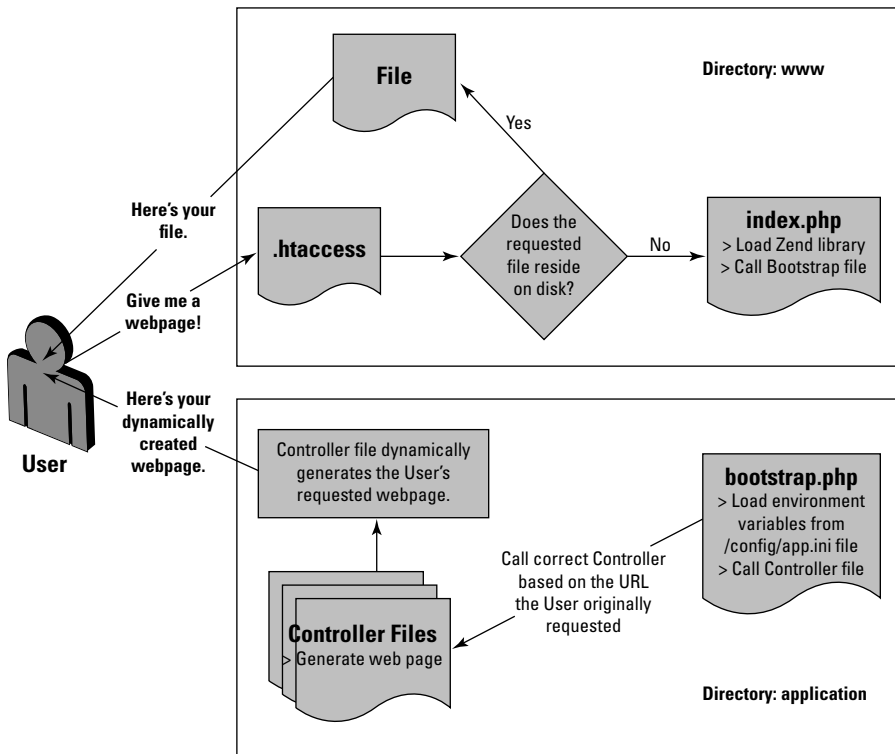 File
Directory: www
Yes
Here's your
file.
.htaccess
Does the
requested
file reside
on disk?
No
index.php
> Load Zend library
> Call Bootstrap file
Give me a
webpage!
User
Here's your
dynamically
created
webpage.
Controller file dynamically
generates the User's
requested webpage.
bootstrap.php
> Load environment
variables from
/config/app.ini file
> Call Controller file
Call correct Controller
based on the URL
the User originally
requested
Controller Files
> Generate web page
Directory: application